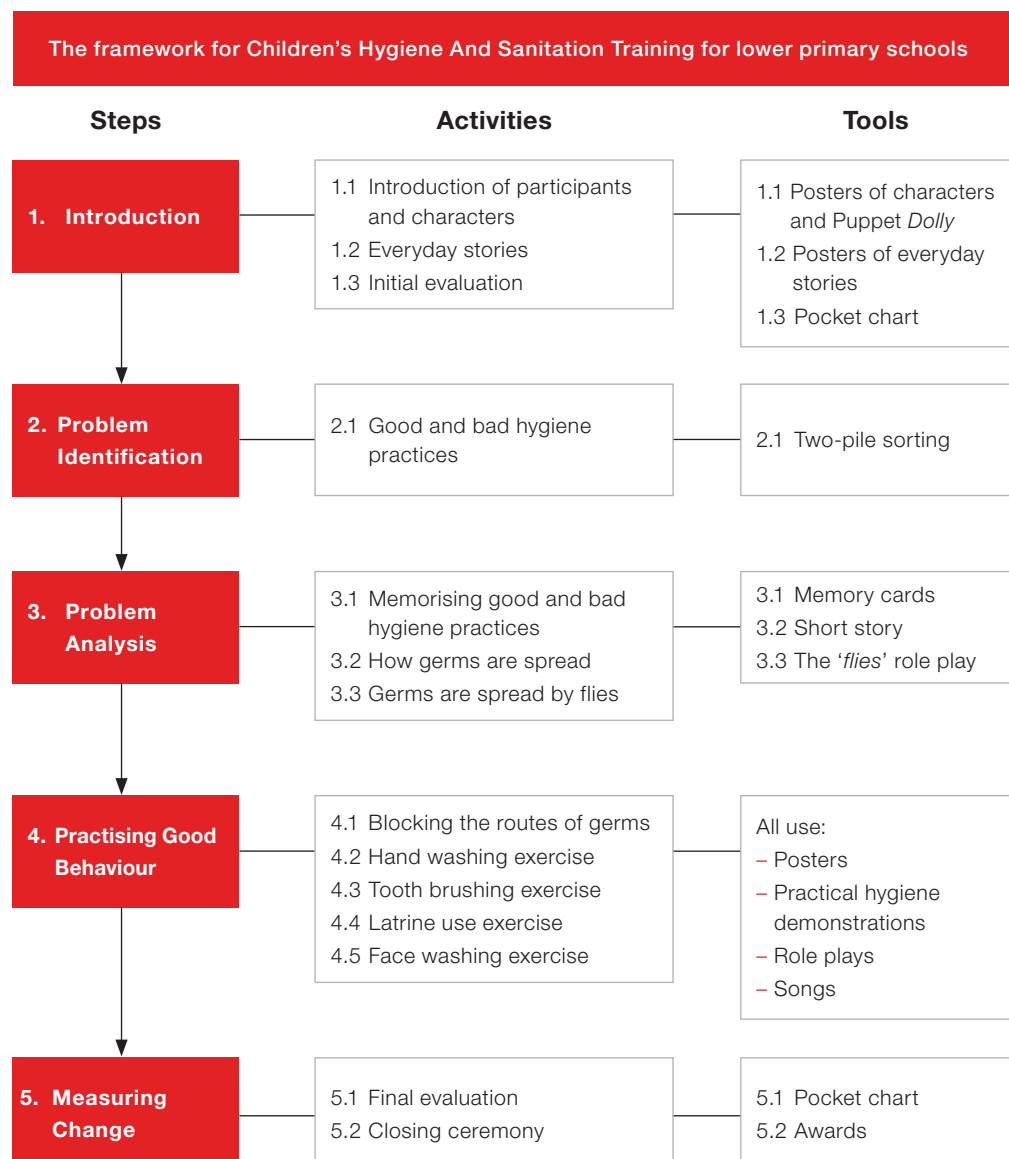 The framework for Children's Hygiene And Sanitation Training for lower primary schools
Steps
Activities
Tools
1. Introduction
1.1 Introduction of participants
and characters
1.2 Everyday stories
1.3 Initial evaluation
1.1 Posters of characters
and Puppet Dolly
1.2 Posters of everyday
stories
1.3 Pocket chart
2. Problem
Identification
2.1 Good and bad hygiene
practices
2.1 Two-pile sorting
3. Problem
Analysis
3.1 Memorising good and bad
hygiene practices
3.2 How germs are spread
3.3 Germs are spread by flies
3.1 Memory cards
3.2 Short story
3.3 The ‘flies’ role play
4. Practising Good
Behaviour
4.1 Blocking the routes of germs
4.2 Hand washing exercise
4.3 Tooth brushing exercise
4.4 Latrine use exercise
4.5 Face washing exercise
All use:
– Posters
– Practical hygiene
demonstrations
– Role plays
– Songs
5. Measuring
Change
5.1 Final evaluation
5.2 Closing ceremony
5.1 Pocket chart
5.2 Awards